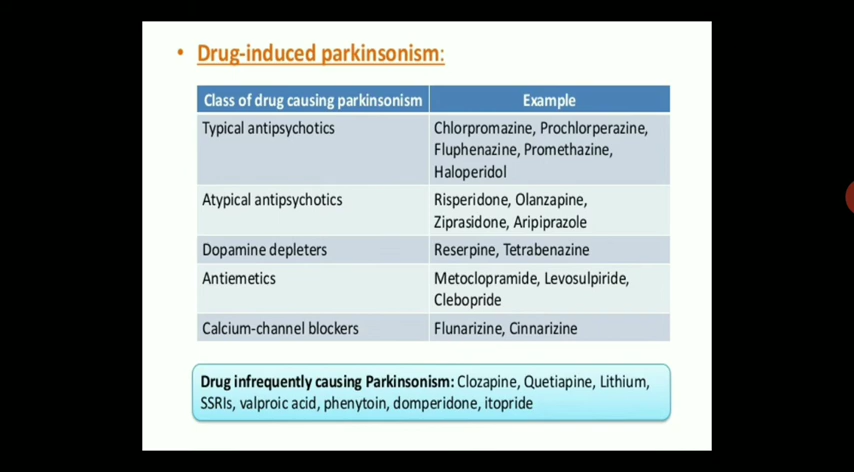 • Drug-induced parkinsonism:
Class of drug causing parkinsonism Example
Typical antipsychotics Chlorpromazine, Prochlorperazine,
Fluphenazine, Promethazine,
Haloperidol
Atypical antipsychotics Risperidone, Olanzapine,
Ziprasidone, Aripiprazole
Dopamine depleters Reserpine, Tetrabenazine
Antiemetics Metoclopramide, Levosulpiride,
Clebopride
Calcium-channel blockers Flunarizine, Cinnarizine
Drug infrequently causing Parkinsonism: Clozapine, Quetiapine, Lithium,
SSRIs, valproic acid, phenytoin, domperidone, itopride